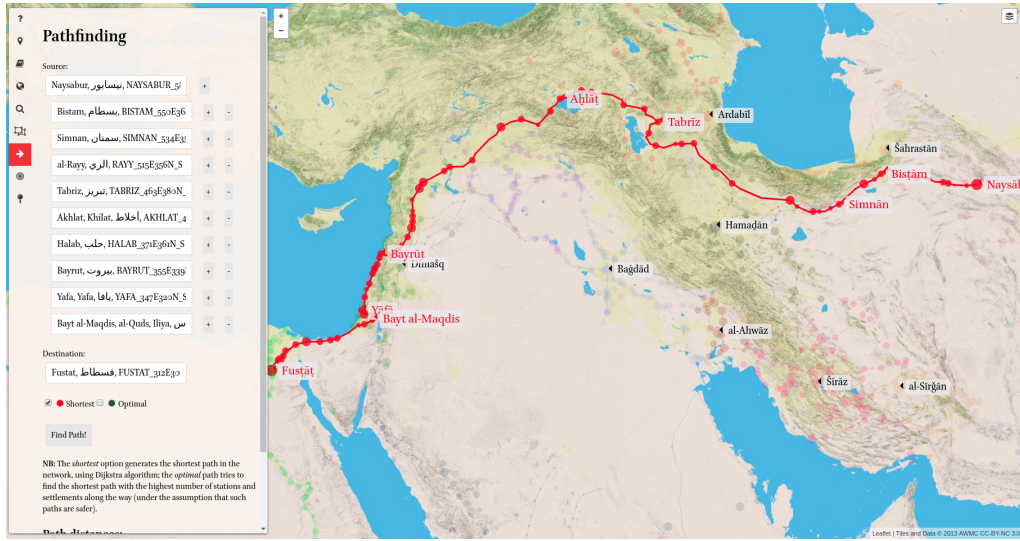 ?
Pathfinding
Source:
Naysabur, نيسابور, NAYSABUR_5
+
Bistam, بسطام, BISTAM_550E36
+ -
Simnan, سمنان, SIMNAN_534E3
+ -
al-Rayy, الري, RAYY_515E356N_S
+ -
Tabriz, تبريز, TABRIZ_463E380N_
+ -
Akhlat, Khilat, أخلاط, AKHLAT_4
+ -
Halab, حلب, HALAB_371E361N_S
+ -
Bayrut, بيروت, BAYRUT_355E339
+ -
Yafa, Yafa, يافا, YAFA_347E320N_S
+ -
Bayt al-Maqdis, al-Quds, Iliya,
+ -
Destination:
Fustat, فسطاط, FUSTAT_312E30
Shortest Optimal
Find Path!
NB: The shortest option generates the shortest path in the
network, using Dijkstra algorithm; the optimal path tries to
find the shortest path with the highest number of stations and
settlements along the way (under the assumption that such
paths are safer).
Path distances:
+
-
Aḫlāṭ
Tabrīz
Ardabīl
Šahrastān
Bisṭām
Naysāb
Simnān
Hamaḏān
Bayrūt
Dimašq
Baġdād
Yāfā
Bayt al-Maqdis
al-Ahwāz
Fusṭāṭ
Šīrāz
al-Sīrǧān
Leaflet | Tiles and Data © 2013 AWMC CC-BY-NC 3.0